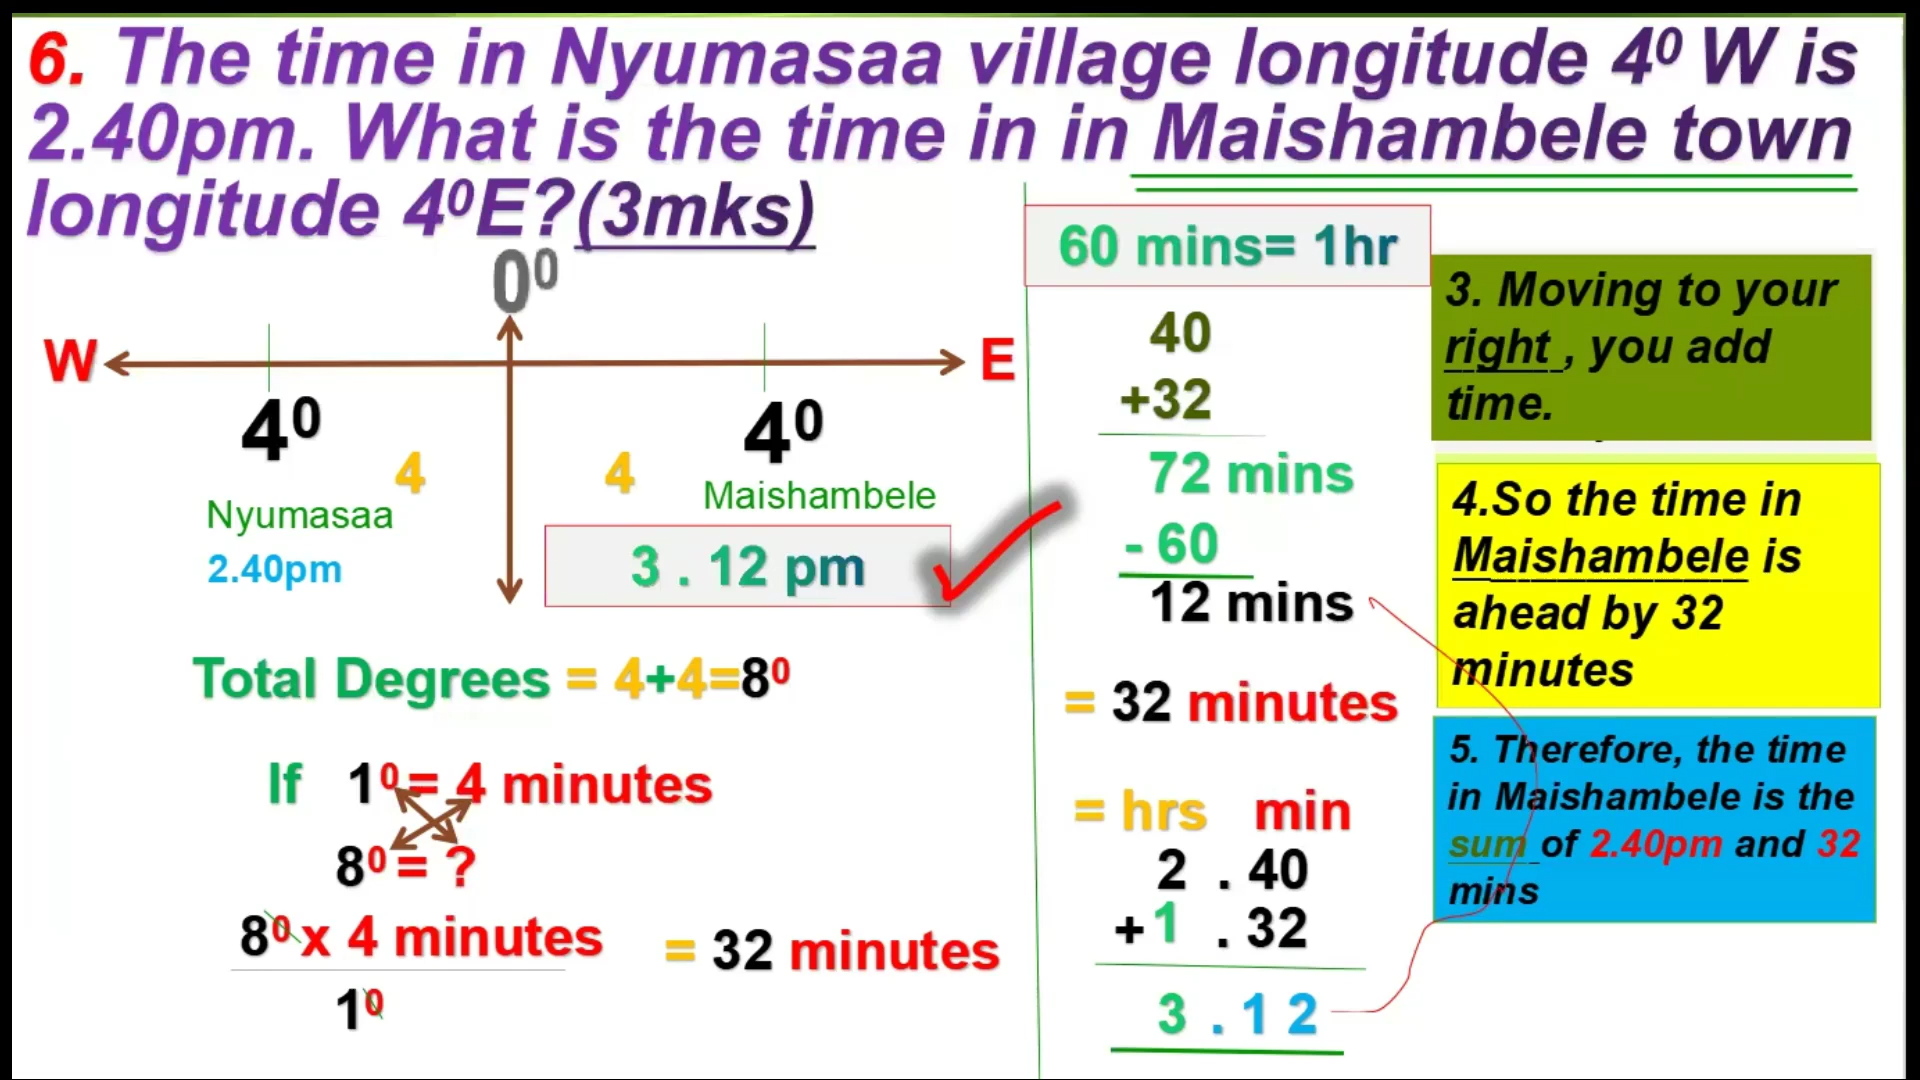 6. The time in Nyumasaa village longitude 4⁰ W is
2.40pm. What is the time in in Maishambele town
longitude 4⁰E?(3mks)
0⁰
W
E
4⁰
4⁰
4
4
Nyumasaa
Maishambele
2.40pm
3 . 12 pm
Total Degrees = 4+4=8⁰
If 1⁰ = 4 minutes
8⁰ = ?
8⁰ x 4 minutes
1⁰
= 32 minutes
60 mins= 1hr
40
+32
72 mins
- 60
12 mins
= 32 minutes
= hrs min
2 . 40
+ 1 . 32
3 . 1 2
3. Moving to your
right , you add
time.
4.So the time in
Maishambele is
ahead by 32
minutes
5. Therefore, the time
in Maishambele is the
sum of 2.40pm and 32
mins